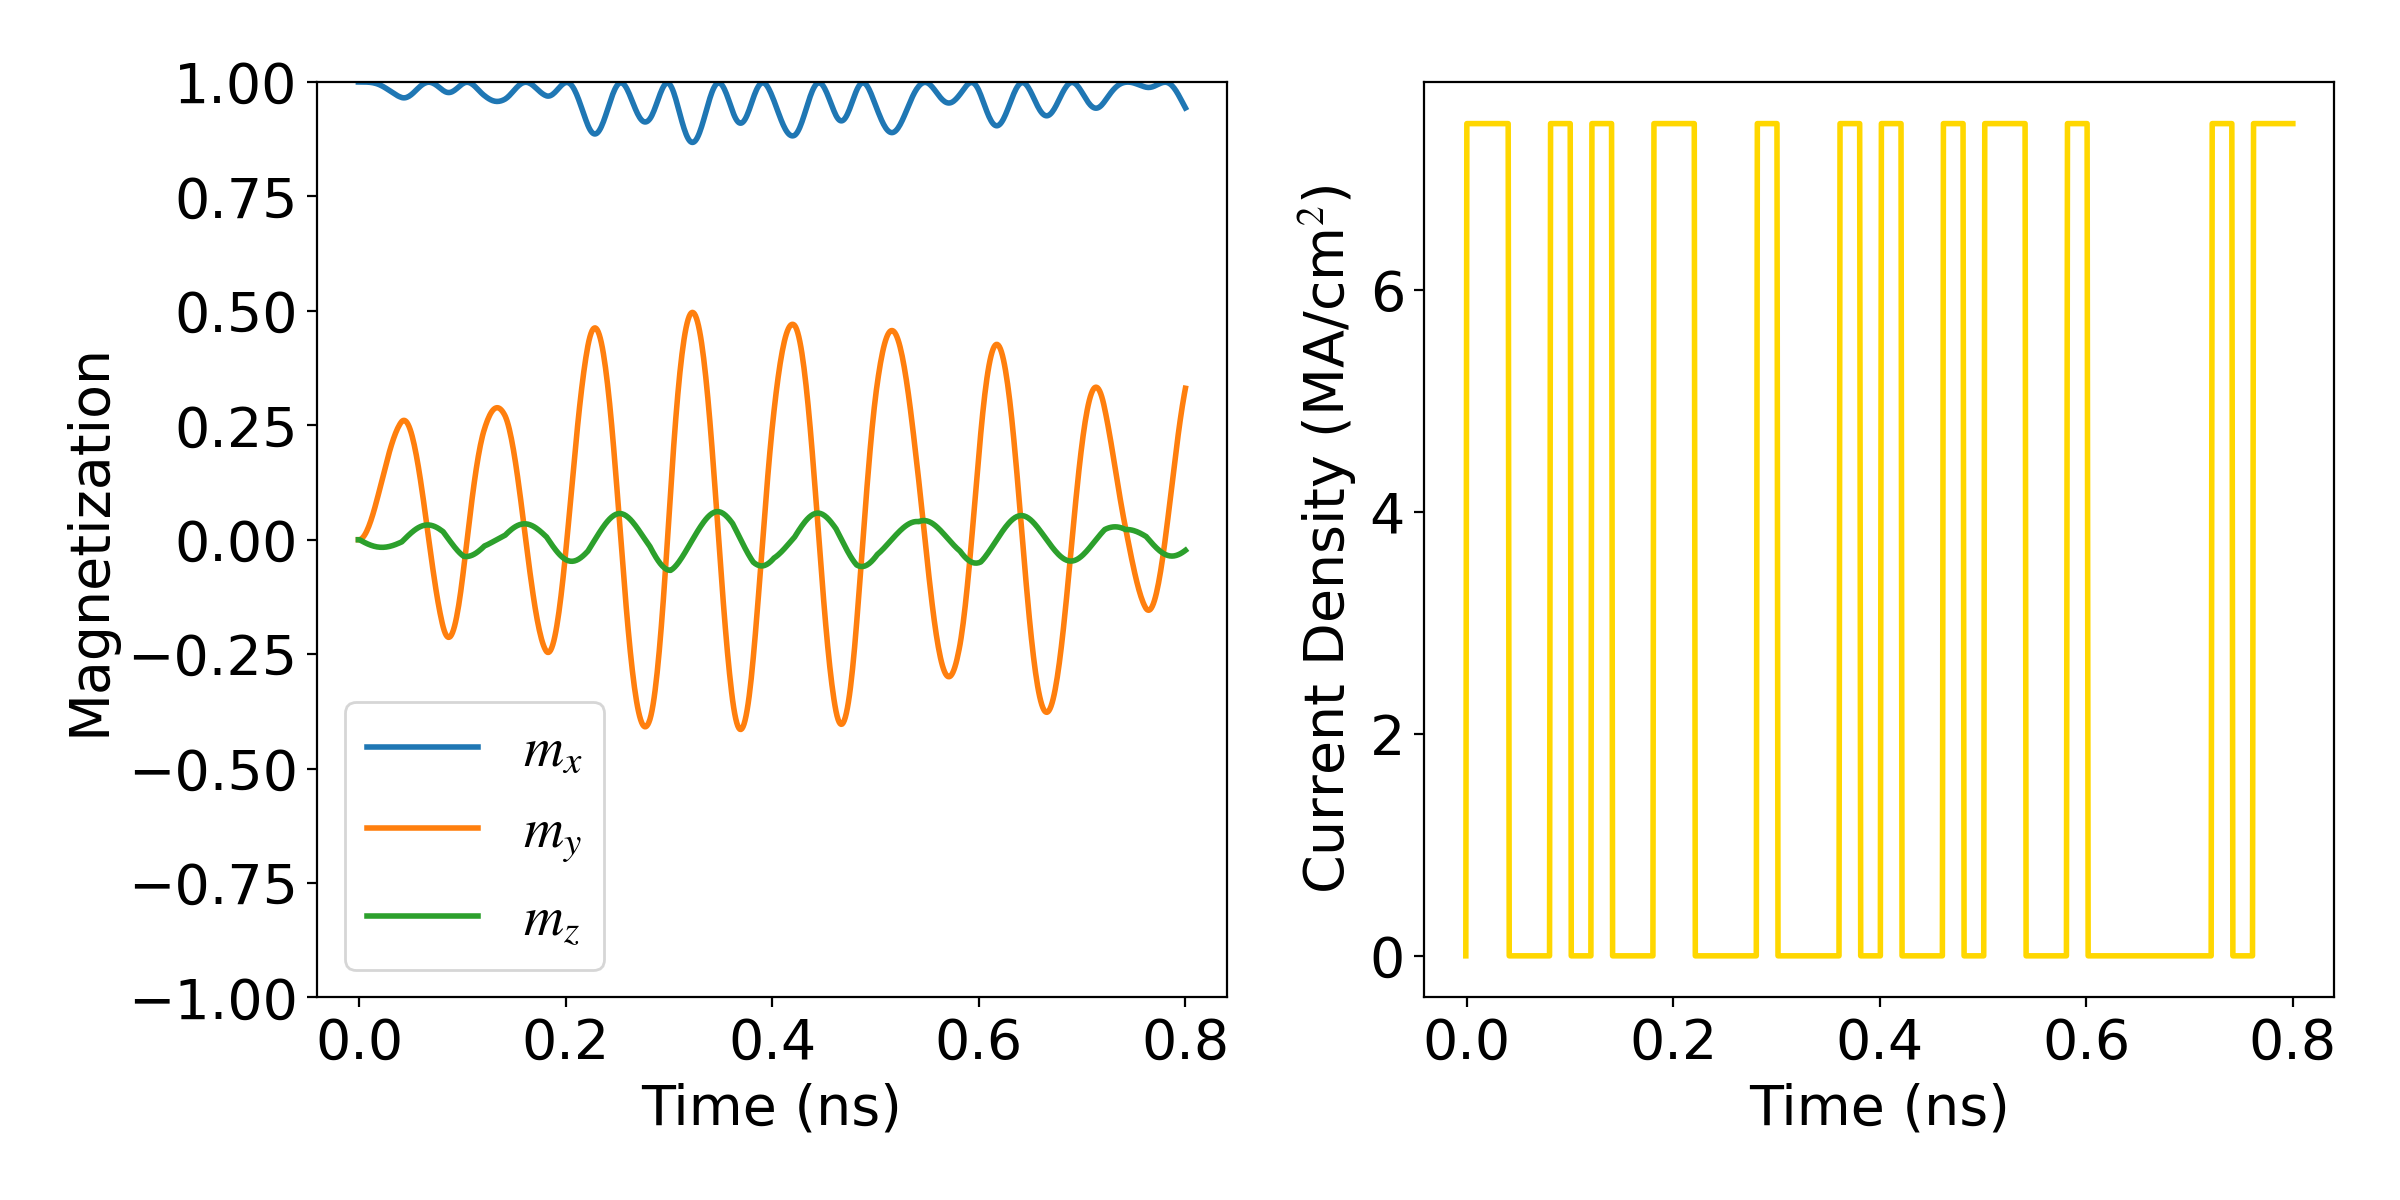 Magnetization
1.00
0.75
0.50
0.25
0.00
−0.25
−0.50
−0.75
−1.00
m_x
m_y
m_z
0.0 0.2 0.4 0.6 0.8
Time (ns)
Current Density (MA/cm²)
6
4
2
0
0.0 0.2 0.4 0.6 0.8
Time (ns)